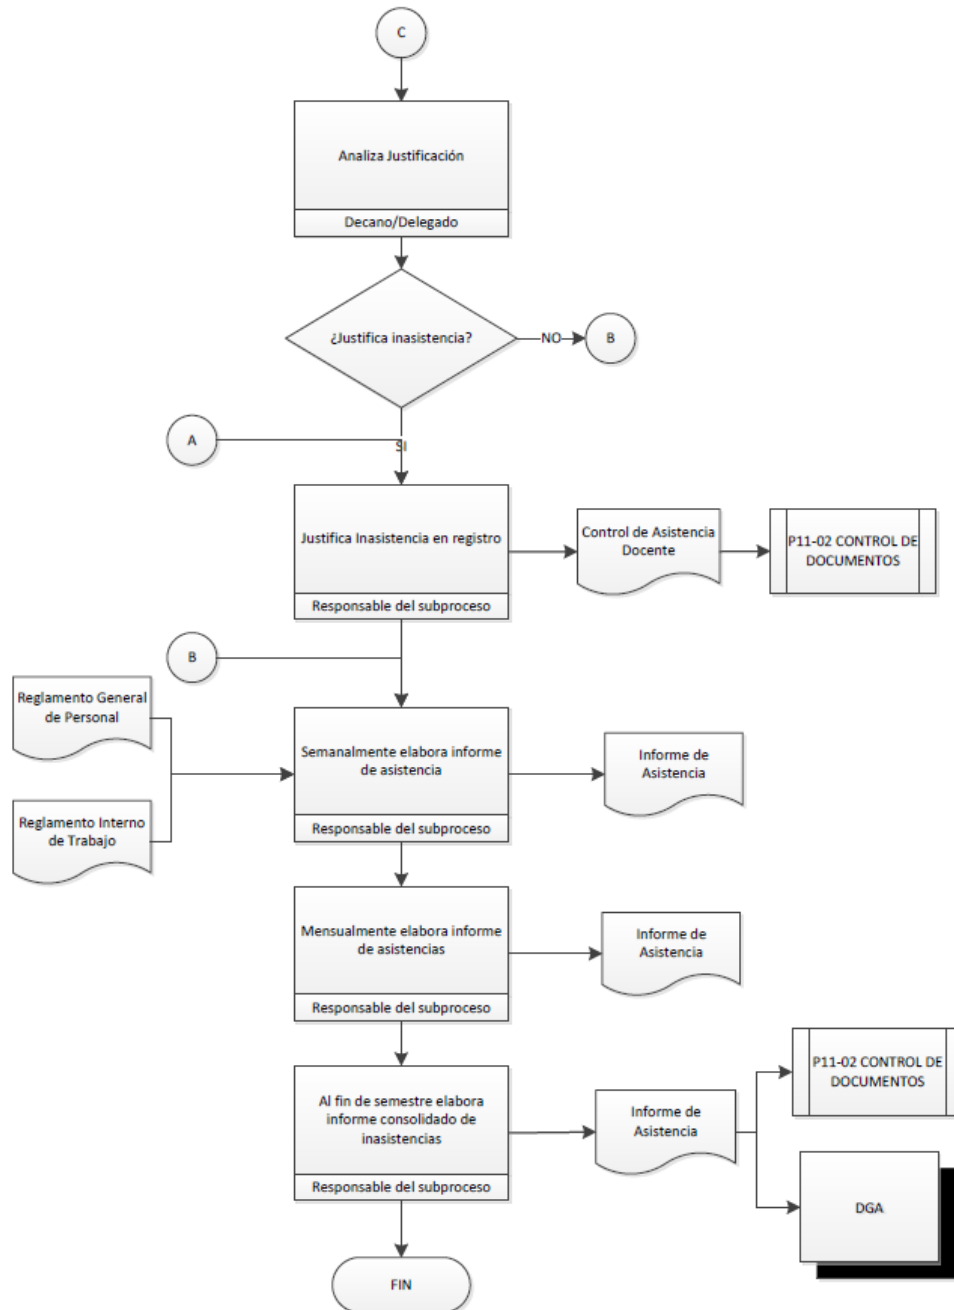 C
Analiza Justificación
Decano/Delegado
¿Justifica inasistencia?
NO
B
A
SI
Justifica Inasistencia en registro
Responsable del subproceso
Control de Asistencia
Docente
P11-02 CONTROL DE
DOCUMENTOS
B
Reglamento General
de Personal
Reglamento Interno
de Trabajo
Semanalmente elabora informe
de asistencia
Responsable del subproceso
Informe de
Asistencia
Mensualmente elabora informe
de asistencias
Responsable del subproceso
Informe de
Asistencia
Al fin de semestre elabora
informe consolidado de
inasistencias
Responsable del subproceso
Informe de
Asistencia
P11-02 CONTROL DE
DOCUMENTOS
DGA
FIN